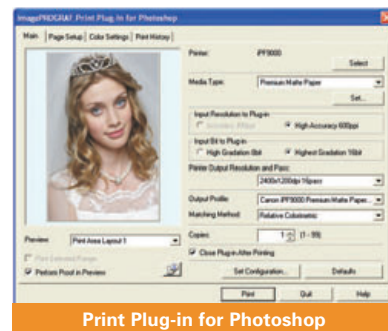 imagePROGRAF Print Plug-In for Photoshop
Main Page Setup Color Settings Print History
Printer: iPF9000
Select
Media Type: Premium Matte Paper
Set...
Input Resolution to Plug-in
High Accuracy 600ppi
Input Bit to Plug-in
High Gradation 8bit Highest Gradation 16bit
Printer Output Resolution and Pass:
2400x1200dpi 16pass
Output Profile Canon iPF9000 Premium Matte Paper...
Matching Method Relative Colorimetric
Copies: 1 (1 - 99)
Preview: Print Area Layout 1
Print Selected Range
Close Plug-in After Printing
Perform Proof in Preview
Set Configuration... Defaults
Print Quit Help
Print Plug-in for Photoshop